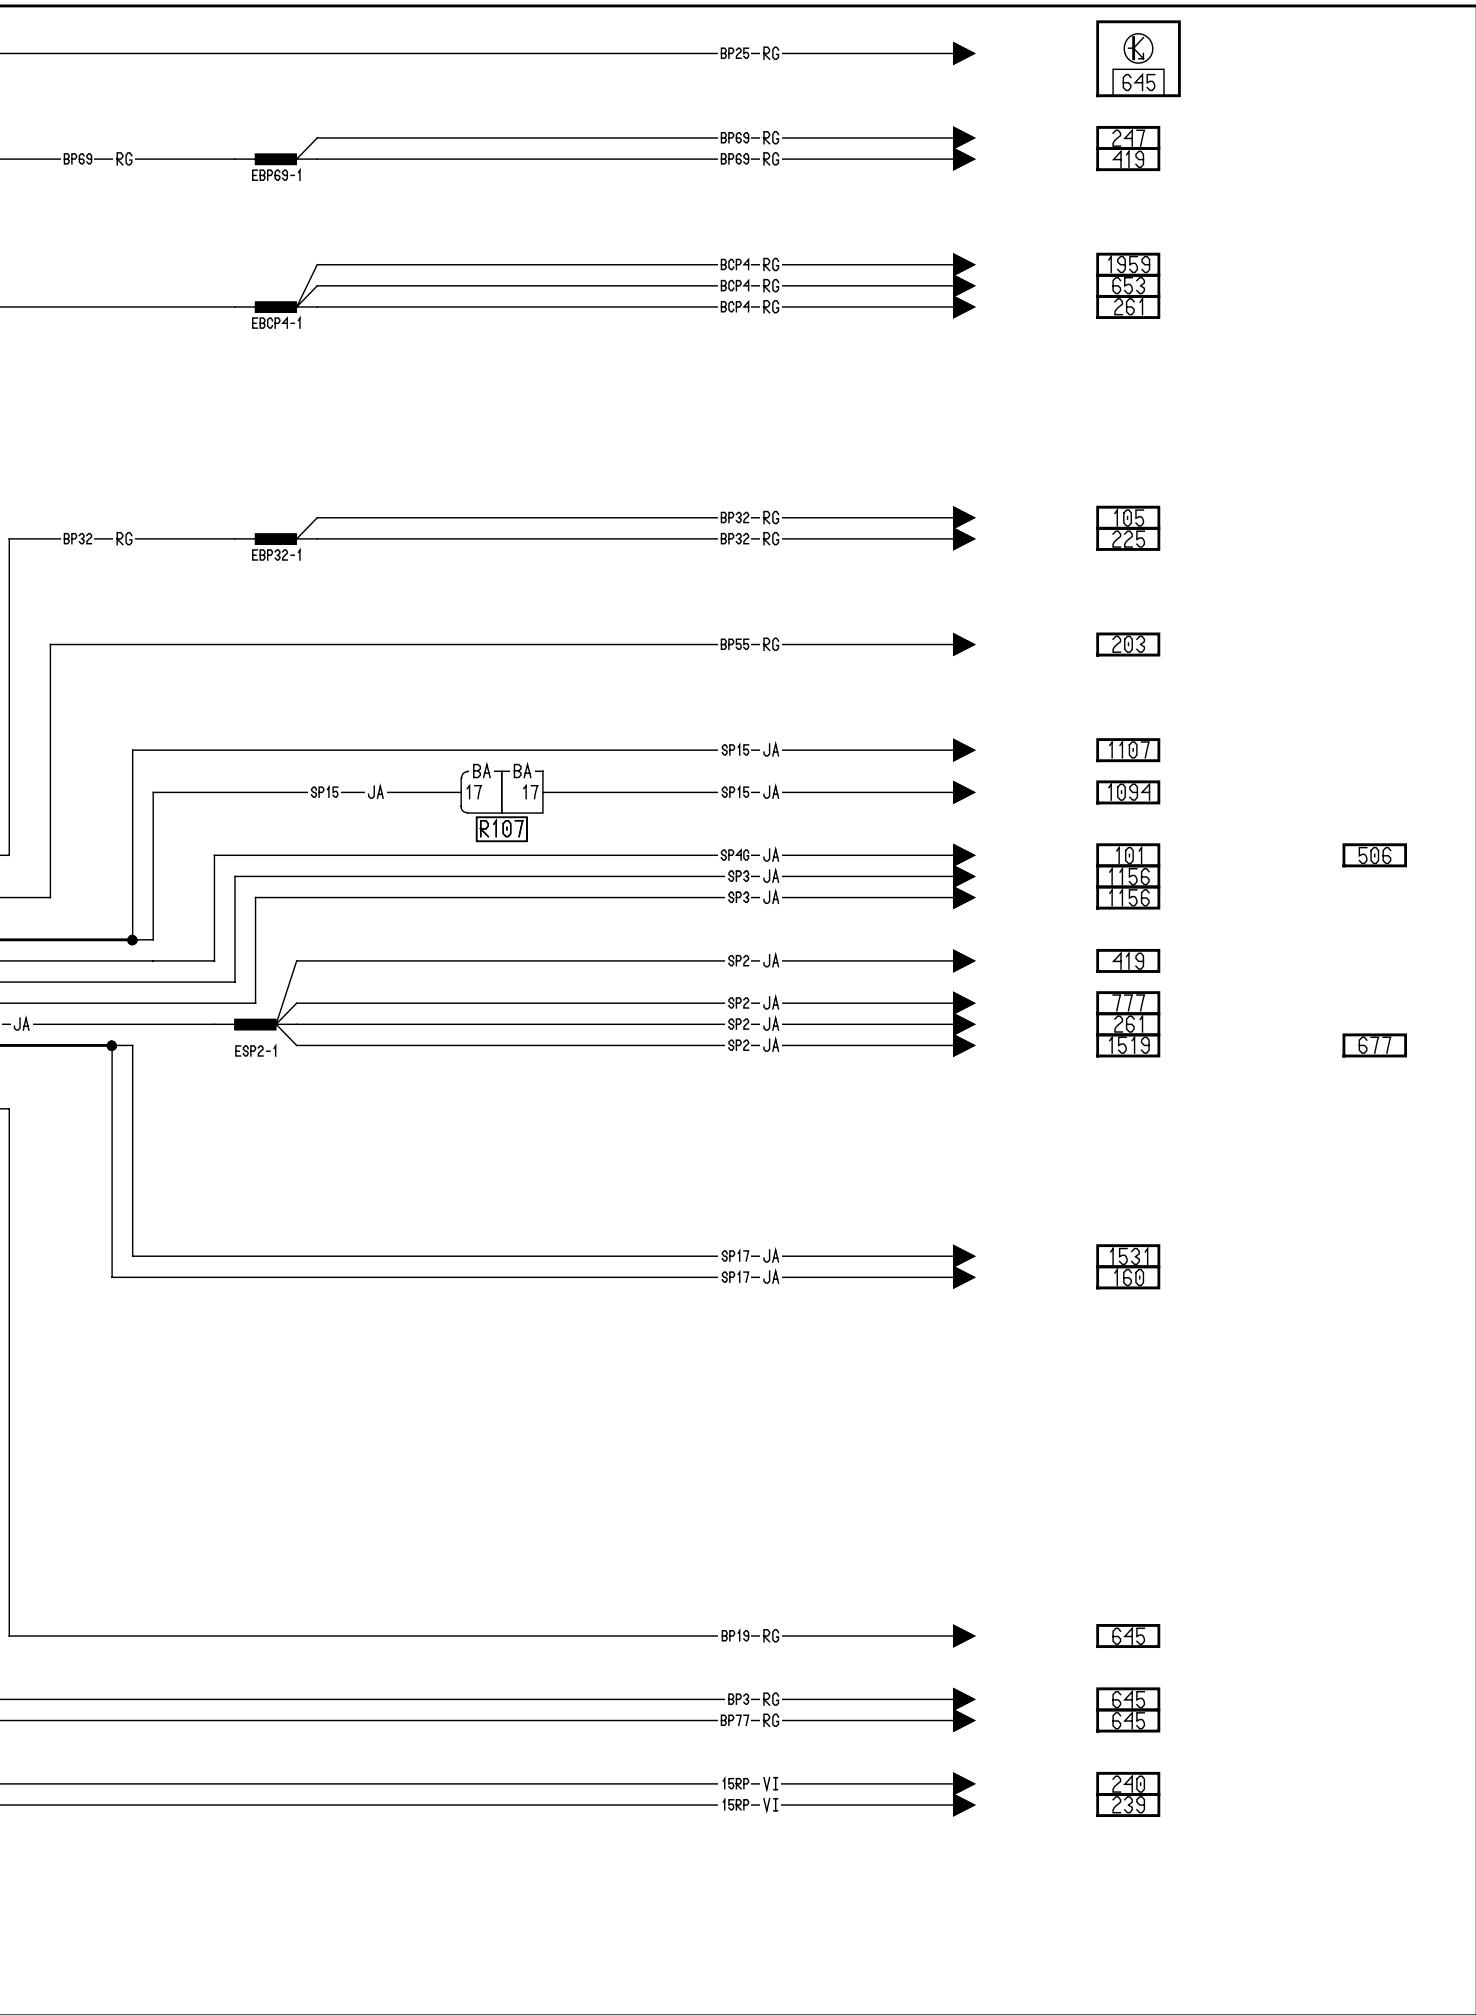 BP25 RG
645
BP69 RG 247
BP69 RG BP69 RG 419
EBP69-1
BCP4 RG 1959
BCP4 RG 653
BCP4 RG 261
EBCP4-1
BP32 RG 105
BP32 RG BP32 RG 225
EBP32-1
BP55 RG 203
SP15 JA 1107
BA BA
SP15 JA 17 17 SP15 JA 1094
R107
SP4G JA 101 506
SP3 JA 1156
SP3 JA 1156
SP2 JA 419
SP2 JA 777
JA SP2 JA 261
ESP2-1 SP2 JA 1519 677
SP17 JA 1531
SP17 JA 160
BP19 RG 645
BP3 RG 645
BP77 RG 645
15RP VI 240
15RP VI 239